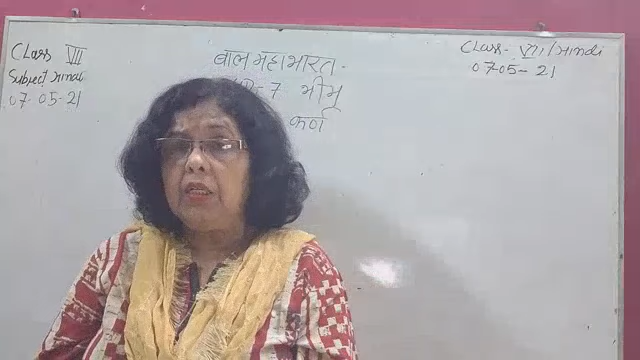 Class VII
Subject Hindi
07-05-21
बाल महाभारत.
7 भीम
कर्ण
Class- VII / Hindi
07-05-21